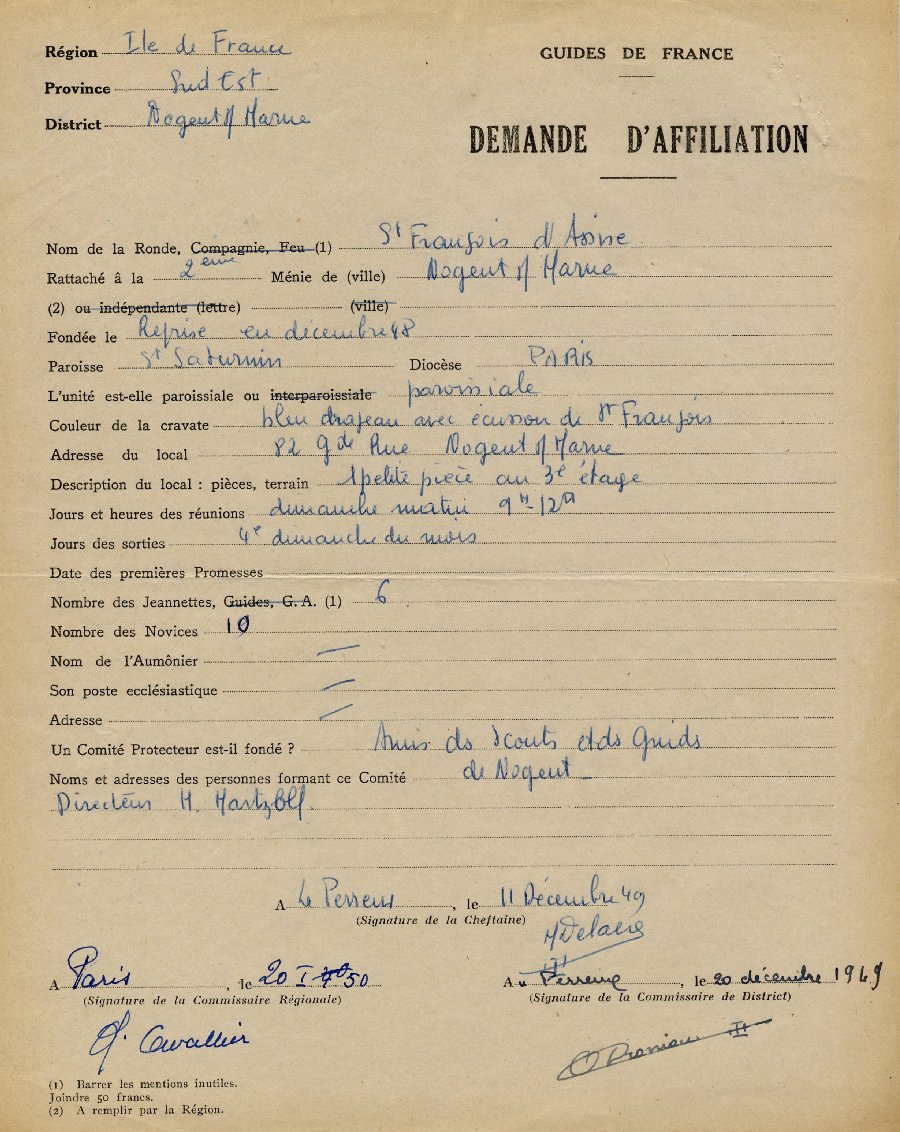 Région Ile de France
GUIDES DE FRANCE
Province Sud Est
District Nogent s/ Marne
DEMANDE D'AFFILIATION
Nom de la Ronde, Compagnie, Feu (1) St François d'Assise
Rattaché â la 2ème Ménie de (ville) Nogent s/ Marne
(2) ou indépendante (lettre) (ville)
Fondée le Reprise en décembre 48
Paroisse St Saturnin Diocèse PARIS
L'unité est-elle paroissiale ou interparoissiale paroissiale
Couleur de la cravate bleu drapeau avec écusson de St François
Adresse du local 82 gde Rue Nogent s/ Marne
Description du local : pièces, terrain 1 petite pièce au 3e étage
Jours et heures des réunions dimanche matin 9H-12H
Jours des sorties 4e dimanche du mois
Date des premières Promesses
Nombre des Jeannettes, Guides, G. A. (1) 6
Nombre des Novices 10
Nom de l'Aumônier —
Son poste ecclésiastique —
Adresse —
Un Comité Protecteur est-il fondé ? Amis des Scouts et des Guides
Noms et adresses des personnes formant ce Comité de Nogent
Directeur M.
A Le Perreux, le 11 Décembre 49
(Signature de la Cheftaine)
A Paris, le 20 I 50
A u Perreux, le 20 décembre 1949
(Signature de la Commissaire Régionale)
(Signature de la Commissaire de District)
Cavallier
(1) Barrer les mentions inutiles.
Joindre 50 francs.
(2) A remplir par la Région.